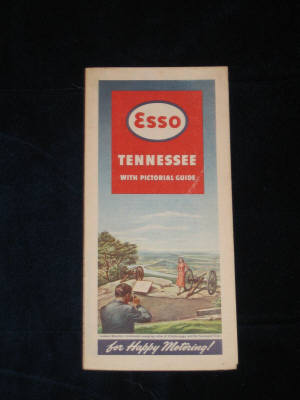 Esso
TENNESSEE
WITH PICTORIAL GUIDE
for Happy Motoring!